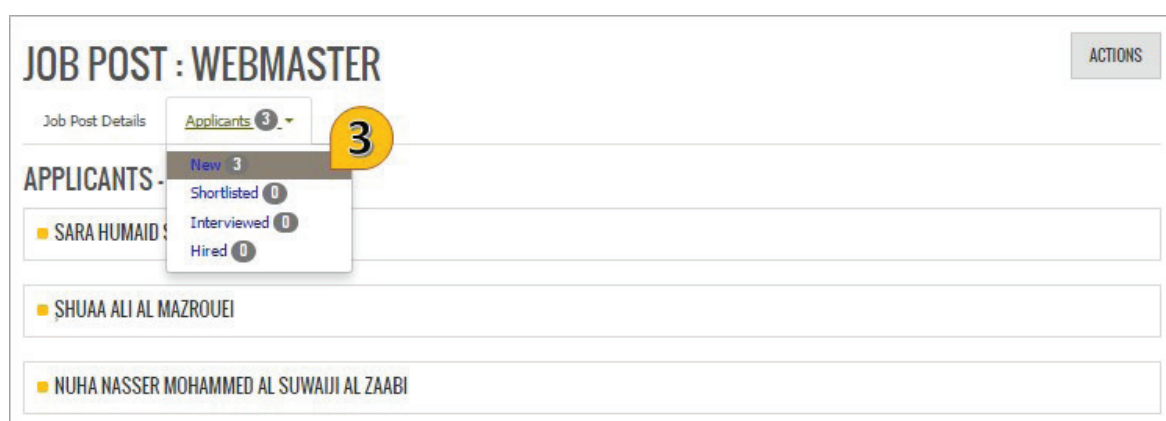 JOB POST : WEBMASTER
ACTIONS
Job Post Details
Applicants 3
3
New 3
Shortlisted 0
Interviewed 0
Hired 0
APPLICANTS -
SARA HUMAID
SHUAA ALI AL MAZROUEI
NUHA NASSER MOHAMMED AL SUWAIJI AL ZAABI